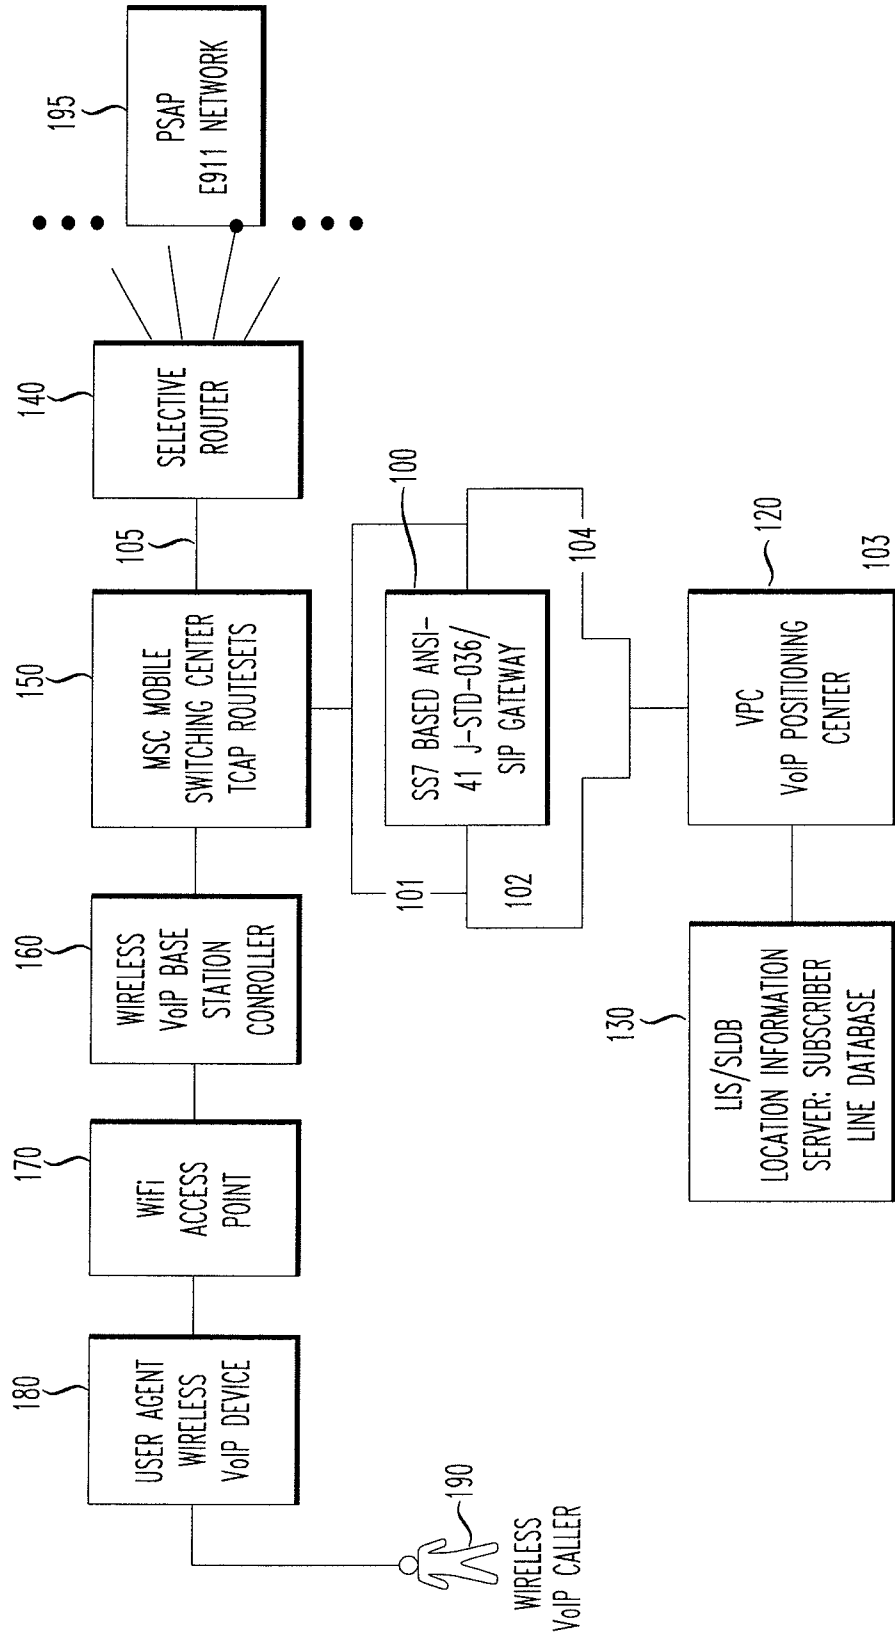 190
WIRELESS
VoIP CALLER
180
USER AGENT
WIRELESS
VoIP DEVICE
170
WiFi
ACCESS
POINT
160
WIRELESS
VoIP BASE
STATION
CONROLLER
150
MSC MOBILE
SWITCHING CENTER
TCAP ROUTESETS
105
140
SELECTIVE
ROUTER
195
PSAP
E911 NETWORK
101
102
100
SS7 BASED ANSI-
41 J-STD-036/
SIP GATEWAY
104
130
LIS/SLDB
LOCATION INFORMATION
SERVER: SUBSCRIBER
LINE DATABASE
120
VPC
VoIP POSITIONING
CENTER
103